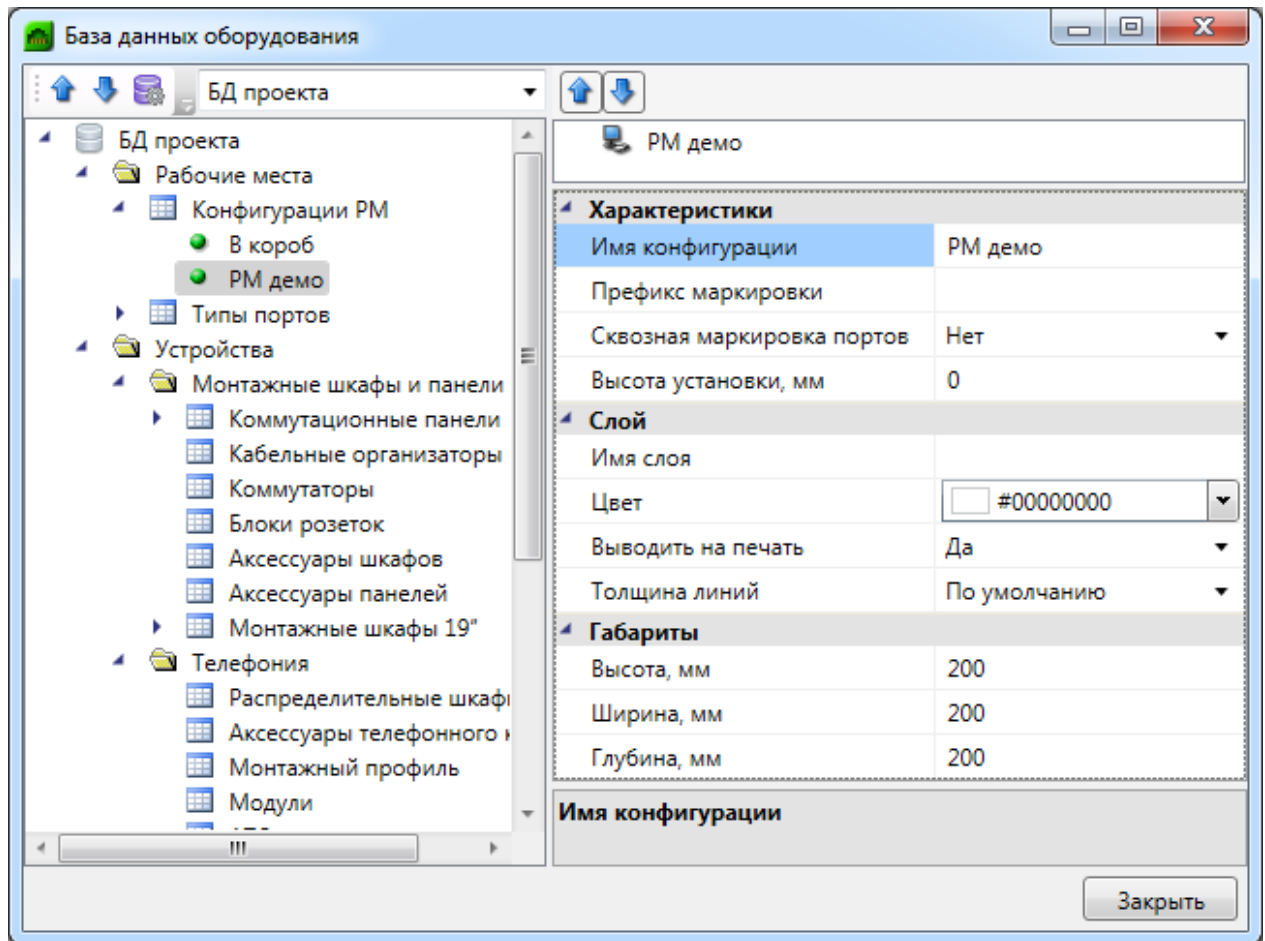 База данных оборудования
БД проекта
БД проекта
Рабочие места
Конфигурации РМ
В короб
РМ демо
Типы портов
Устройства
Монтажные шкафы и панели
Коммутационные панели
Кабельные организаторы
Коммутаторы
Блоки розеток
Аксессуары шкафов
Аксессуары панелей
Монтажные шкафы 19"
Телефония
Распределительные
Аксессуары телефонного
Монтажный профиль
Модули
РМ демо
Характеристики
Имя конфигурации РМ демо
Префикс маркировки
Сквозная маркировка портов Нет
Высота установки, мм 0
Слой
Имя слоя
Цвет #00000000
Выводить на печать Да
Толщина линий По умолчанию
Габариты
Высота, мм 200
Ширина, мм 200
Глубина, мм 200
Имя конфигурации
Закрыть